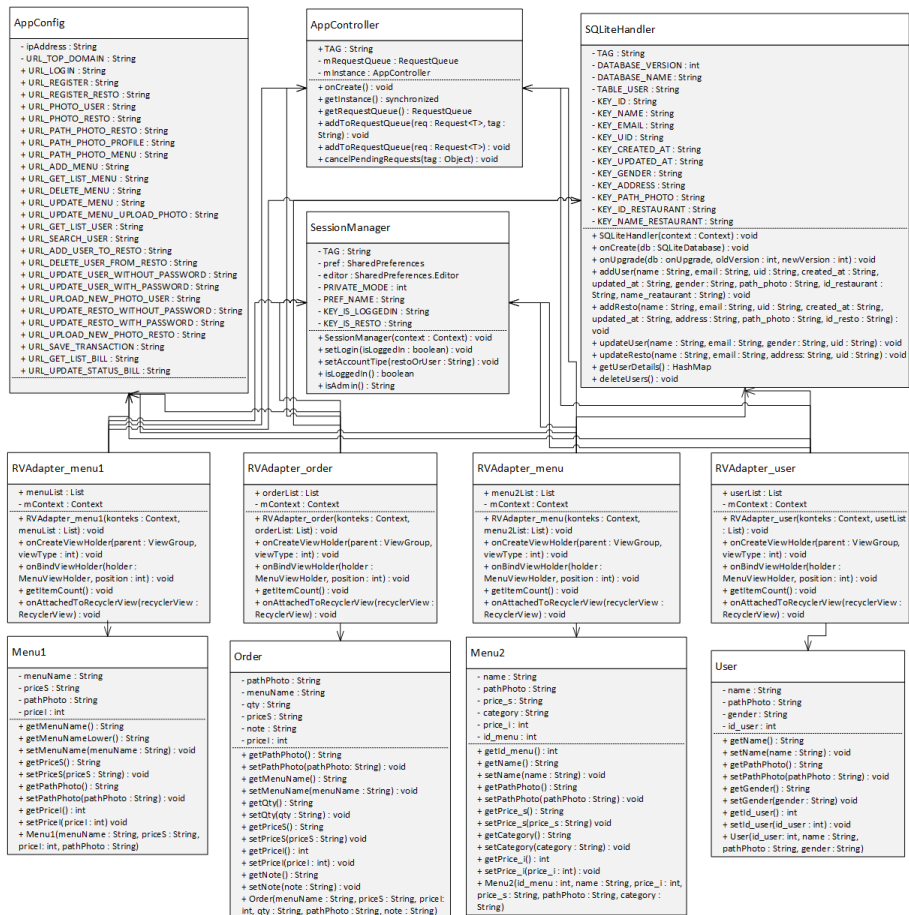 AppConfig
- ipAddress : String
- URL_TOP_DOMAIN : String
+ URL_LOGIN : String
+ URL_REGISTER : String
+ URL_REGISTER_RESTO : String
+ URL_PHOTO_USER : String
+ URL_PHOTO_RESTO : String
+ URL_PATH_PHOTO_RESTO : String
+ URL_PATH_PHOTO_PROFILE : String
+ URL_PATH_PHOTO_MENU : String
+ URL_ADD_MENU : String
+ URL_GET_LIST_MENU : String
+ URL_DELETE_MENU : String
+ URL_UPDATE_MENU : String
+ URL_UPDATE_MENU_UPLOAD_PHOTO : String
+ URL_GET_LIST_USER : String
+ URL_SEARCH_USER : String
+ URL_ADD_USER_TO_RESTO : String
+ URL_DELETE_USER_FROM_RESTO : String
+ URL_UPDATE_USER_WITHOUT_PASSWORD : String
+ URL_UPDATE_USER_WITH_PASSWORD : String
+ URL_UPLOAD_NEW_PHOTO_USER : String
+ URL_UPDATE_RESTO_WITHOUT_PASSWORD : String
+ URL_UPDATE_RESTO_WITH_PASSWORD : String
+ URL_UPLOAD_NEW_PHOTO_RESTO : String
+ URL_SAVE_TRANSACTION : String
+ URL_GET_LIST_BILL : String
+ URL_UPDATE_STATUS_BILL : String
AppController
+ TAG : String
- mRequestQueue : RequestQueue
- mInstance : AppController
+ onCreate() : void
+ getInstance() : synchronized
+ getRequestQueue() : RequestQueue
+ addToRequestQueue(req : Request<T>, tag :
String) : void
+ addToRequestQueue(req : Request<T>) : void
+ cancelPendingRequests(tag : Object) : void
SQLiteHandler
- TAG : String
- DATABASE_VERSION : int
- DATABASE_NAME : String
- TABLE_USER : String
- KEY_ID : String
- KEY_NAME : String
- KEY_EMAIL : String
- KEY_UID : String
- KEY_CREATED_AT : String
- KEY_UPDATED_AT : String
- KEY_GENDER : String
- KEY_ADDRESS : String
- KEY_PATH_PHOTO : String
- KEY_ID_RESTAURANT : String
- KEY_NAME_RESTAURANT : String
+ SQLiteHandler(context : Context) : void
+ onCreate(db : SQLiteDatabase) : void
+ onUpgrade(db : onUpgrade, oldVersion : int, newVersion : int) : void
+ addUser(name : String, email : String, uid : String, created_at : String,
updated_at : String, gender : String, path_photo : String, id_restaurant :
String, name_reataurant : String) : void
+ addResto(name : String, email : String, uid : String, created_at : String,
updated_at : String, address : String, path_photo : String, id_resto : String) :
void
+ updateUser(name : String, email : String, gender : String, uid : String) : void
+ updateResto(name : String, email : String, address: String, uid : String) : void
+ getUserDetails() : HashMap
+ deleteUsers() : void
SessionManager
- TAG : String
- pref : SharedPreferences
- editor : SharedPreferences.Editor
- PRIVATE_MODE : int
- PREF_NAME : String
- KEY_IS_LOGGEDIN : String
- KEY_IS_RESTO : String
+ SessionManager(context : Context) : void
+ setLogin(isLoggedIn : boolean) : void
+ setAccountTipe(restoOrUser : String) : void
+ isLoggedIn() : boolean
+ isAdmin() : String
RVAdapter_menu1
+ menuList : List
- mContext : Context
+ RVAdapter_menu1(konteks : Context,
menuList : List) : void
+ onCreateViewHolder(parent : ViewGroup,
viewType : int) : void
+ onBindViewHolder(holder :
MenuViewHolder, position : int) : void
+ getItemCount() : void
+ onAttachedToRecyclerView(recyclerView :
RecyclerView) : void
RVAdapter_order
+ orderList : List
- mContext : Context
+ RVAdapter_order(konteks : Context,
orderList : List) : void
+ onCreateViewHolder(parent : ViewGroup,
viewType : int) : void
+ onBindViewHolder(holder :
MenuViewHolder, position : int) : void
+ getItemCount() : void
+ onAttachedToRecyclerView(recyclerView :
RecyclerView) : void
RVAdapter_menu
+ menu2List : List
- mContext : Context
+ RVAdapter_menu(konteks : Context,
menu2List : List) : void
+ onCreateViewHolder(parent : ViewGroup,
viewType : int) : void
+ onBindViewHolder(holder :
MenuViewHolder, position : int) : void
+ getItemCount() : void
+ onAttachedToRecyclerView(recyclerView :
RecyclerView) : void
RVAdapter_user
+ userList : List
- mContext : Context
+ RVAdapter_user(konteks : Context, usetList
: List) : void
+ onCreateViewHolder(parent : ViewGroup,
viewType : int) : void
+ onBindViewHolder(holder :
MenuViewHolder, position : int) : void
+ getItemCount() : void
+ onAttachedToRecyclerView(recyclerView :
RecyclerView) : void
Menu1
- menuName : String
- priceS : String
- pathPhoto : String
- priceI : int
+ getMenuName() : String
+ getMenuNameLower() : String
+ setMenuName(menuName : String) : void
+ getPriceS() : String
+ setPriceS(priceS : String) : void
+ getPathPhoto() : String
+ setPathPhoto(pathPhoto : String) : void
+ getPriceI() : int
+ setPriceI(priceI : int) : void
+ Menu1(menuName : String, priceS : String,
priceI : int, pathPhoto : String)
Order
- pathPhoto : String
- menuName : String
- qty : String
- priceS : String
- note : String
- priceI : int
+ getPathPhoto() : String
+ setPathPhoto(pathPhoto: String) : void
+ getMenuName() : String
+ setMenuName(menuName : String) : void
+ getQty() : String
+ setQty(qty : String) : void
+ getPriceS() : String
+ setPriceS(priceS : String) void
+ getPriceI() : int
+ setPriceI(priceI : int) : void
+ getNote() : String
+ setNote(note : String) : void
+ Order(menuName : String, priceS : String, priceI :
int, qty : String, pathPhoto : String, note : String)
Menu2
- name : String
- pathPhoto : String
- price_s : String
- category : String
- price_i : int
- id_menu : int
+ getId_menu() : int
+ getName() : String
+ setName(name : String) : void
+ getPathPhoto() : String
+ setPathPhoto(pathPhoto : String) : void
+ getPrice_s() : String
+ setPrice_s(price_s : String) : void
+ getCategory() : String
+ setCategory(category : String) : void
+ getPrice_i() : int
+ setPrice_i(price_i : int) : void
+ Menu2(id_menu : int, name : String, price_i : int,
price_s : String, pathPhoto : String, category :
String)
User
- name : String
- pathPhoto : String
- gender : String
- id_user : int
+ getName() : String
+ setName(name : String) : void
+ getPathPhoto() : String
+ setPathPhoto(pathPhoto : String) : void
+ getGender() : String
+ setGender(gender : String) void
+ getId_user() : int
+ setId_user(id_user : int) : void
+ User(id_user : int, name : String,
pathPhoto : String, gender : String)